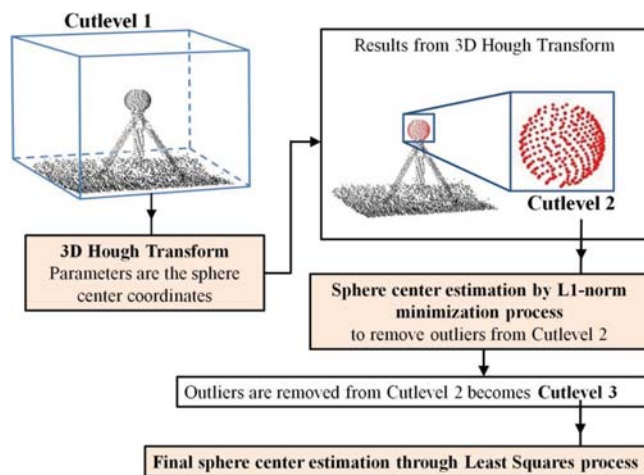 Cutlevel 1
3D Hough Transform
Parameters are the sphere
center coordinates
Results from 3D Hough Transform
Cutlevel 2
Sphere center estimation by L1-norm
minimization process
to remove outliers from Cutlevel 2
Outliers are removed from Cutlevel 2 becomes Cutlevel 3
Final sphere center estimation through Least Squares process